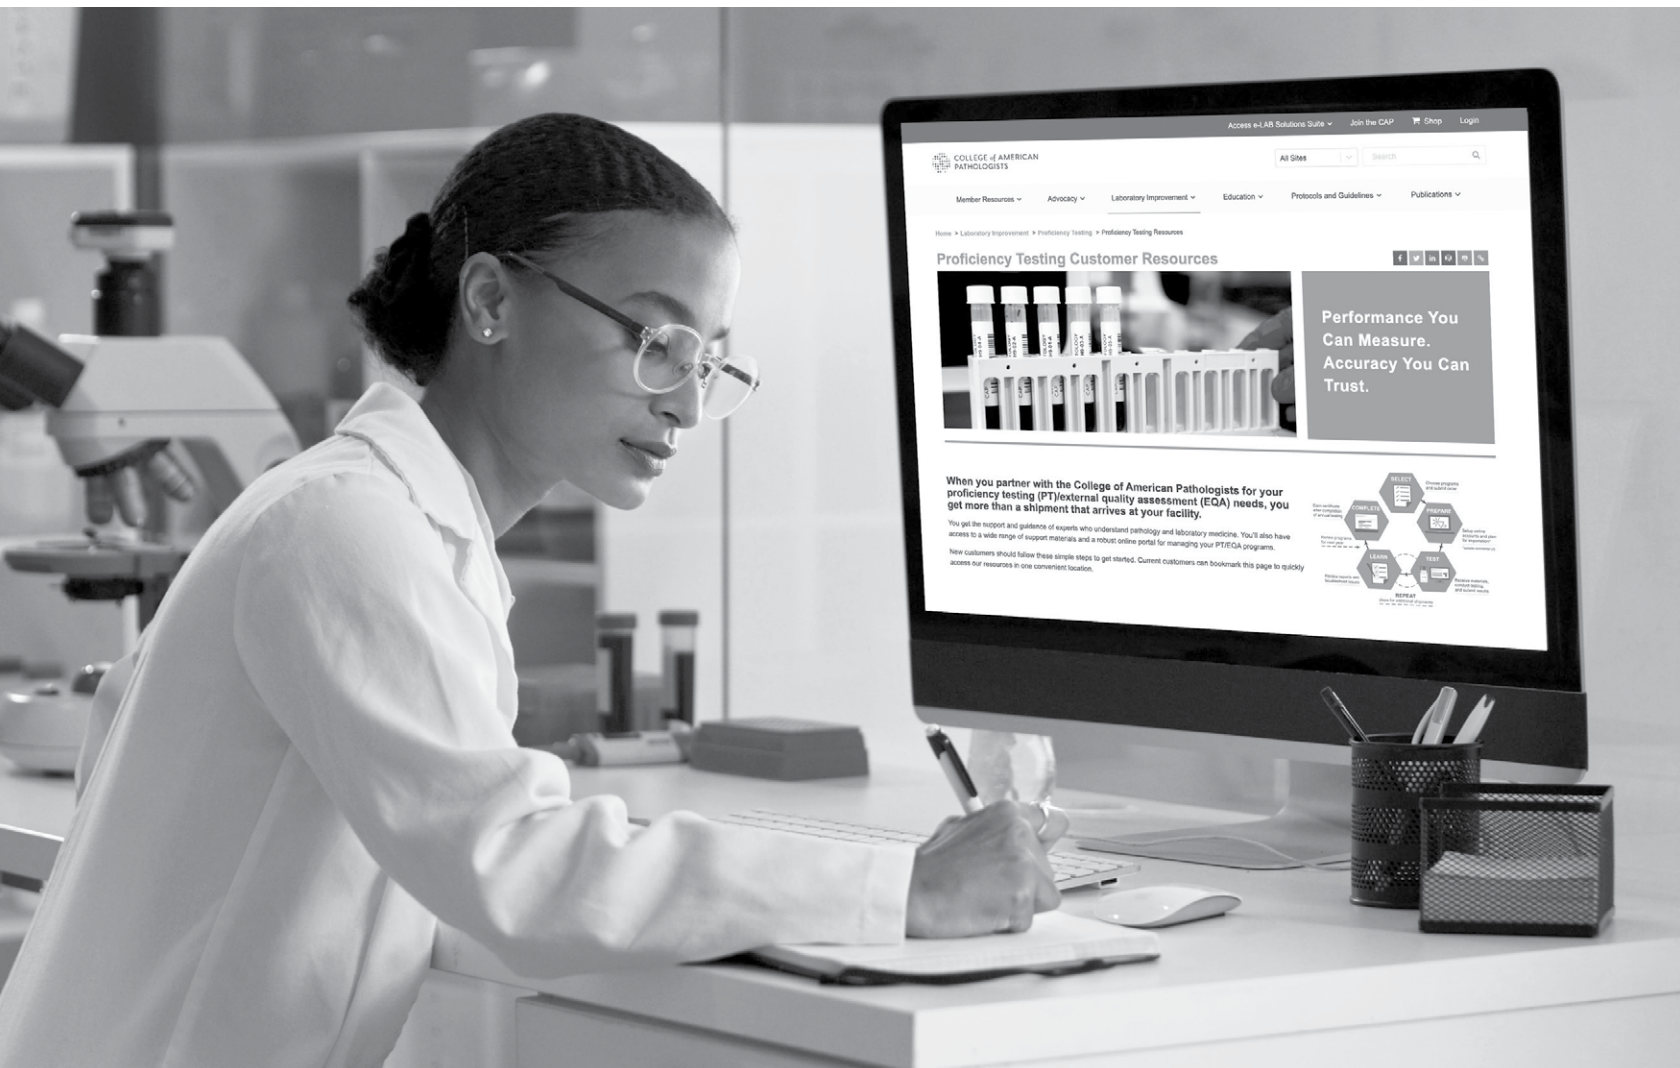 Access e-LAB Solutions Suite
Join the CAP
Shop
Login
COLLEGE of AMERICAN
PATHOLOGISTS
All Sites
Search
Member Resources
Advocacy
Laboratory Improvement
Education
Protocols and Guidelines
Publications
Home > Laboratory Improvement > Proficiency Testing > Proficiency Testing Resources
Proficiency Testing Customer Resources
Performance You
Can Measure.
Accuracy You Can
Trust.
When you partner with the College of American Pathologists for your
proficiency testing (PT)/external quality assessment (EQA) needs, you
get more than a shipment that arrives at your facility.
You get the support and guidance of experts who understand pathology and laboratory medicine. You'll also have
access to a wide range of support materials and a robust online portal for managing your PT/EQA programs.
New customers should follow these simple steps to get started. Current customers can bookmark this page to quickly
access our resources in one convenient location.
SELECT
Choose programs
and submit order
COMPLETE
PREPARE
LEARN
TEST
REPEAT